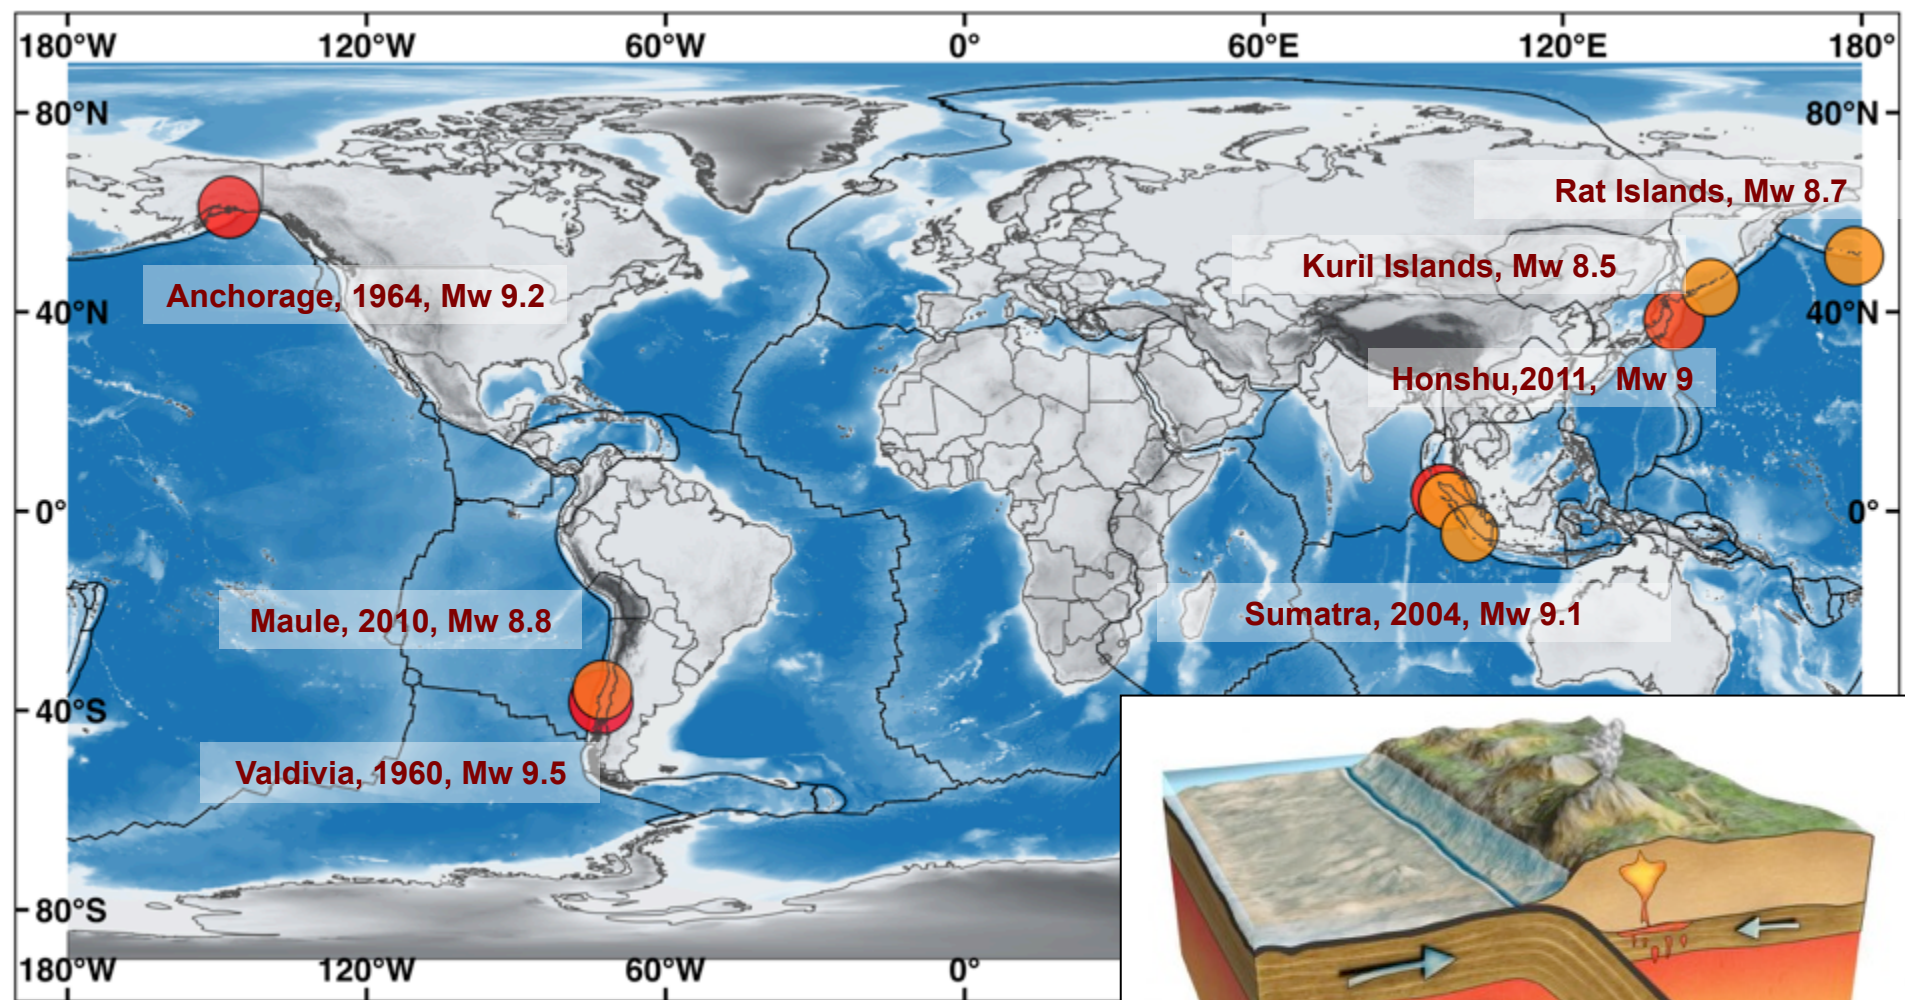 180°W 120°W 60°W 0° 60°E 120°E 180°
80°N 80°N
Rat Islands, Mw 8.7
Kuril Islands, Mw 8.5
Anchorage, 1964, Mw 9.2
40°N 40°N
Honshu,2011,  Mw 9
0° 0°
Sumatra, 2004, Mw 9.1
Maule, 2010, Mw 8.8
40°S
Valdivia, 1960, Mw 9.5
80°S
180°W 120°W 60°W 0°